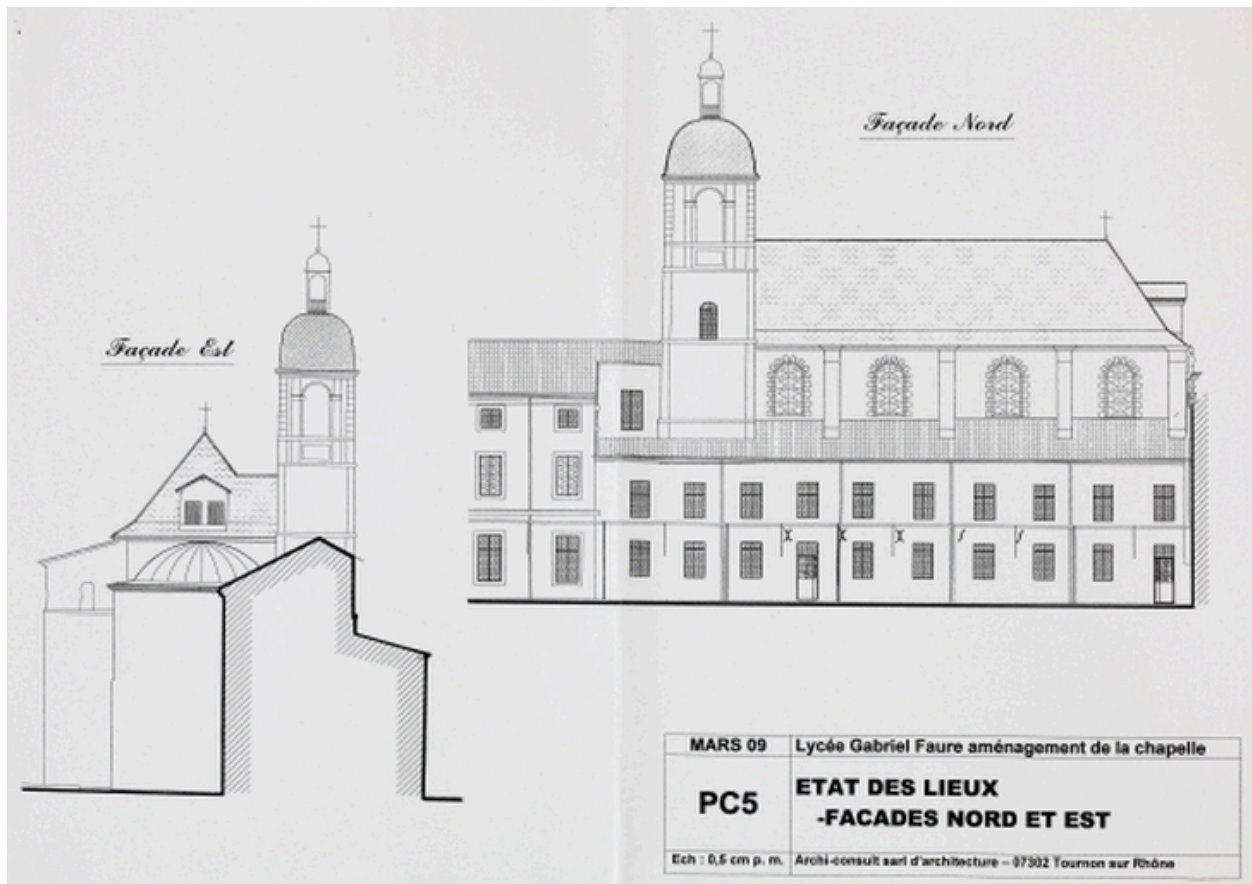 Façade Nord
Façade Est
MARS 09
Lycée Gabriel Faure aménagement de la chapelle
PC5
ETAT DES LIEUX
-FACADES NORD ET EST
Ech : 0,5 cm p. m.
Archi-consult sarl d'architecture – 07302 Tournon sur Rhône